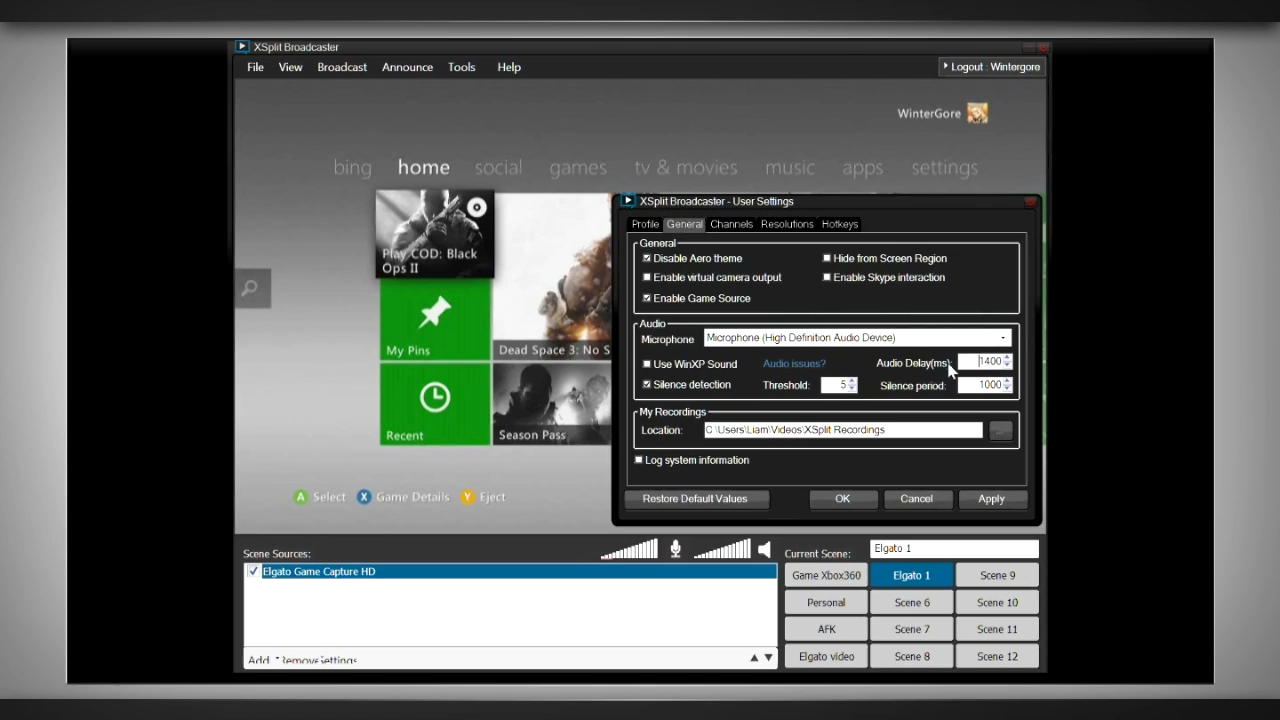 XSplit Broadcaster
File View Broadcast Announce Tools Help
Logout : Wintergore
WinterGore
bing home social games tv & movies music apps settings
Play COD: Black
Ops II
My Pins
Dead Space 3: No S
Recent
Season Pass
A Select X Game Details Y Eject
XSplit Broadcaster - User Settings
Profile General Channels Resolutions Hotkeys
General
Disable Aero theme Hide from Screen Region
Enable virtual camera output Enable Skype interaction
Enable Game Source
Audio
Microphone Microphone (High Definition Audio Device)
Use WinXP Sound Audio issues? Audio Delay(ms): 1400
Silence detection Threshold: 5 Silence period: 1000
My Recordings
Location: C:\Users\Liam\Videos\XSplit Recordings ...
Log system information
Restore Default Values OK Cancel Apply
Scene Sources:
Elgato Game Capture HD
Add Remove Settings
Current Scene: Elgato 1
Game Xbox360 Elgato 1 Scene 9
Personal Scene 6 Scene 10
AFK Scene 7 Scene 11
Elgato video Scene 8 Scene 12